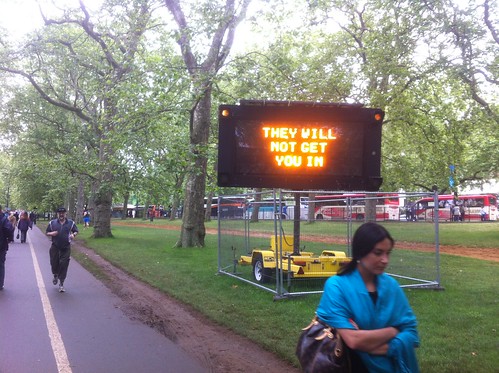 THEY WILL
NOT GET
YOU IN